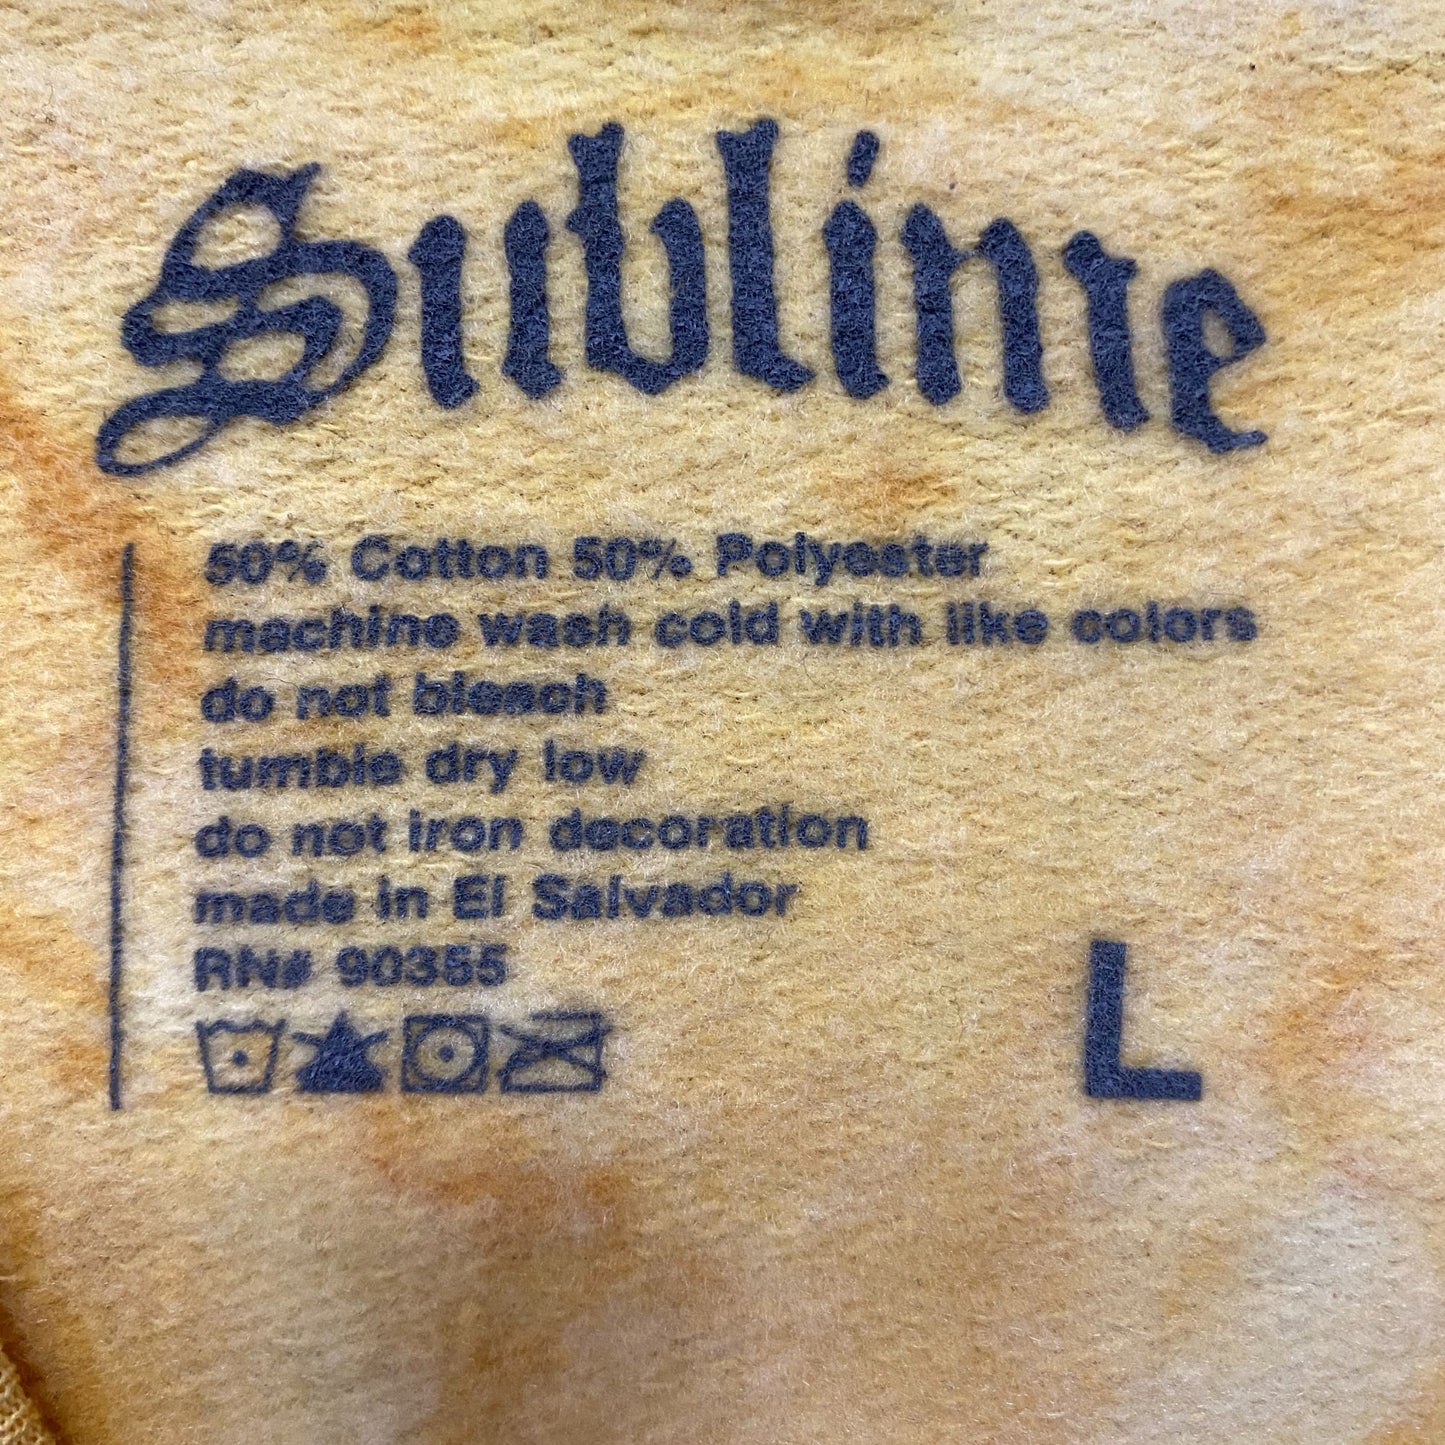 Sublime
50% Cotton 50% Polyester
machine wash cold with like colors
do not bleach
tumble dry low
do not iron decoration
made in El Salvador
RN# 90355
L